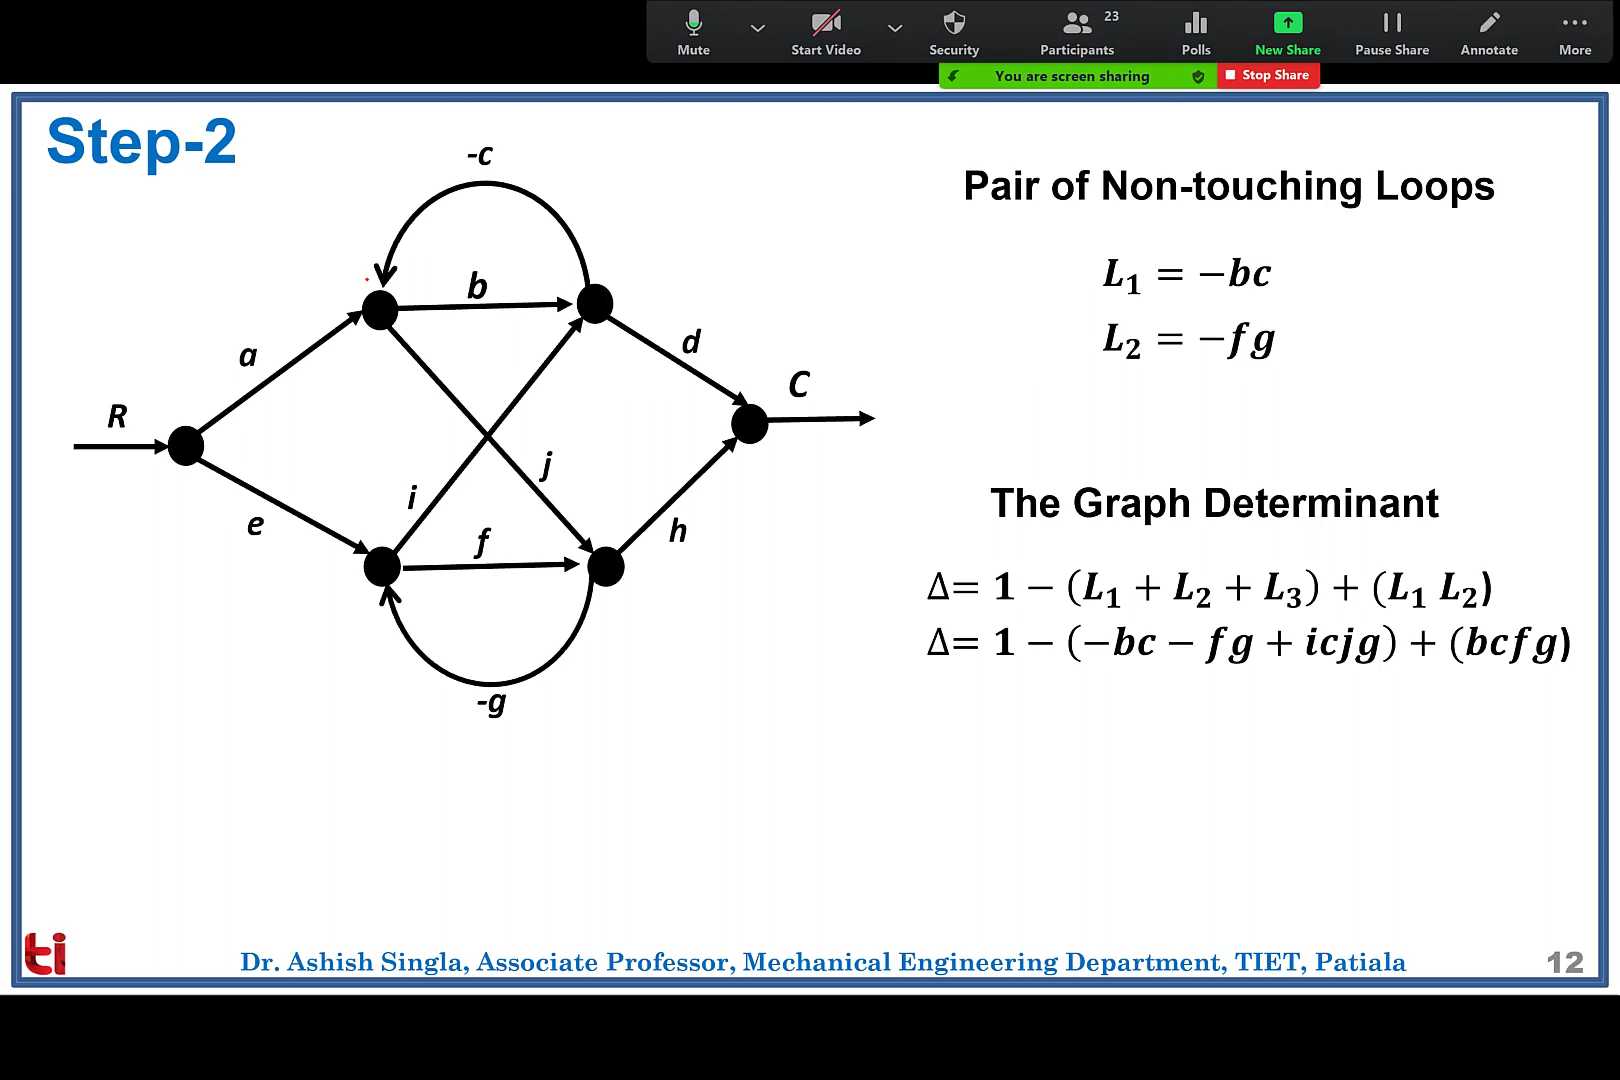 Mute
Start Video
Security
Participants
23
Polls
New Share
Pause Share
Annotate
More
You are screen sharing
Stop Share
Step-2
-c
Pair of Non-touching Loops
L₁ = −bc
b
L₂ = −fg
a
d
C
R
j
i
The Graph Determinant
e
f
h
Δ= 1 − (L₁ + L₂ + L₃) + (L₁ L₂)
Δ= 1 − (−bc − fg + icjg) + (bcfg)
-g
ti
Dr. Ashish Singla, Associate Professor, Mechanical Engineering Department, TIET, Patiala
12